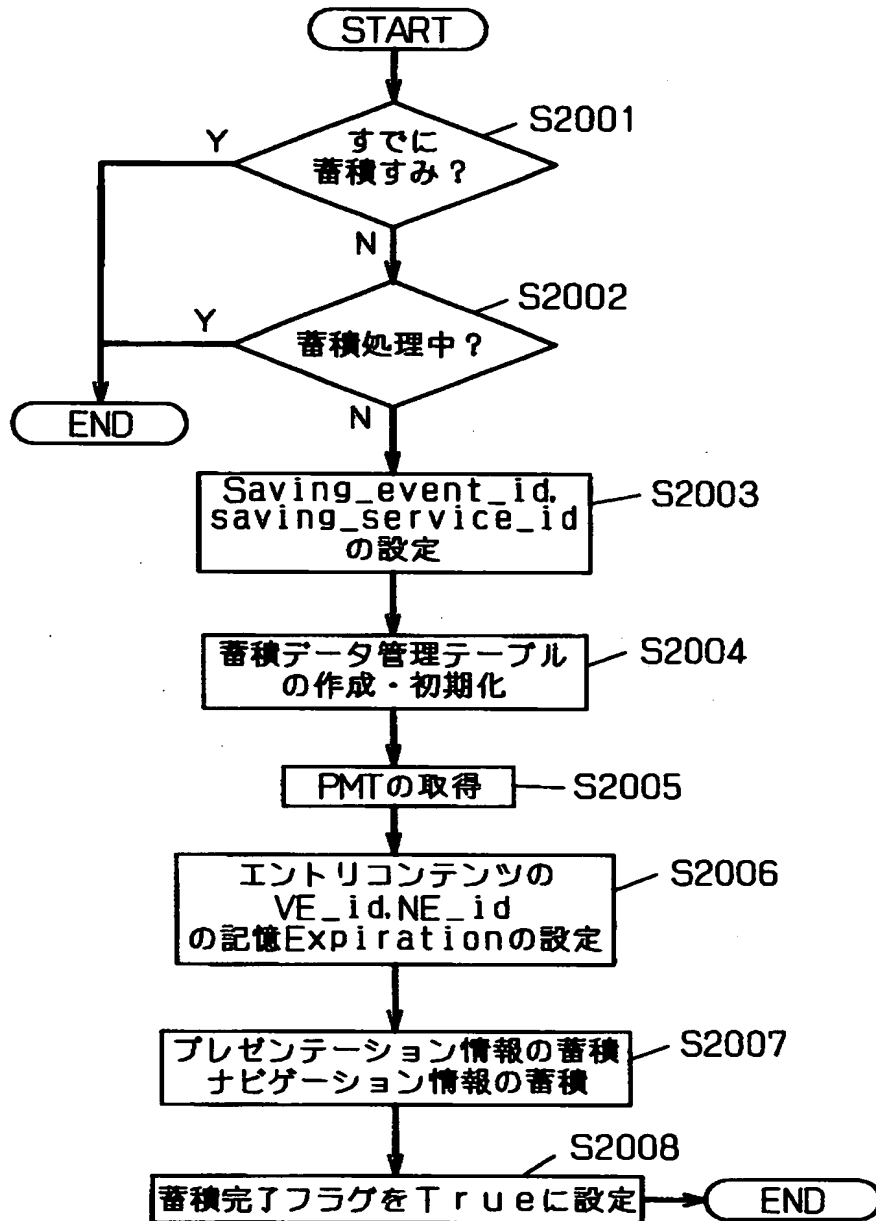 START
S2001
Y
すでに
蓄積すみ？
N
S2002
Y
蓄積処理中？
END
N
Saving_event_id,
saving_service_id
の設定
S2003
蓄積データ管理テーブル
の作成・初期化
S2004
PMTの取得
S2005
エントリコンテンツの
VE_id,NE_id
の記憶Expirationの設定
S2006
プレゼンテーション情報の蓄積
ナビゲーション情報の蓄積
S2007
S2008
蓄積完了フラグをTrueに設定
END